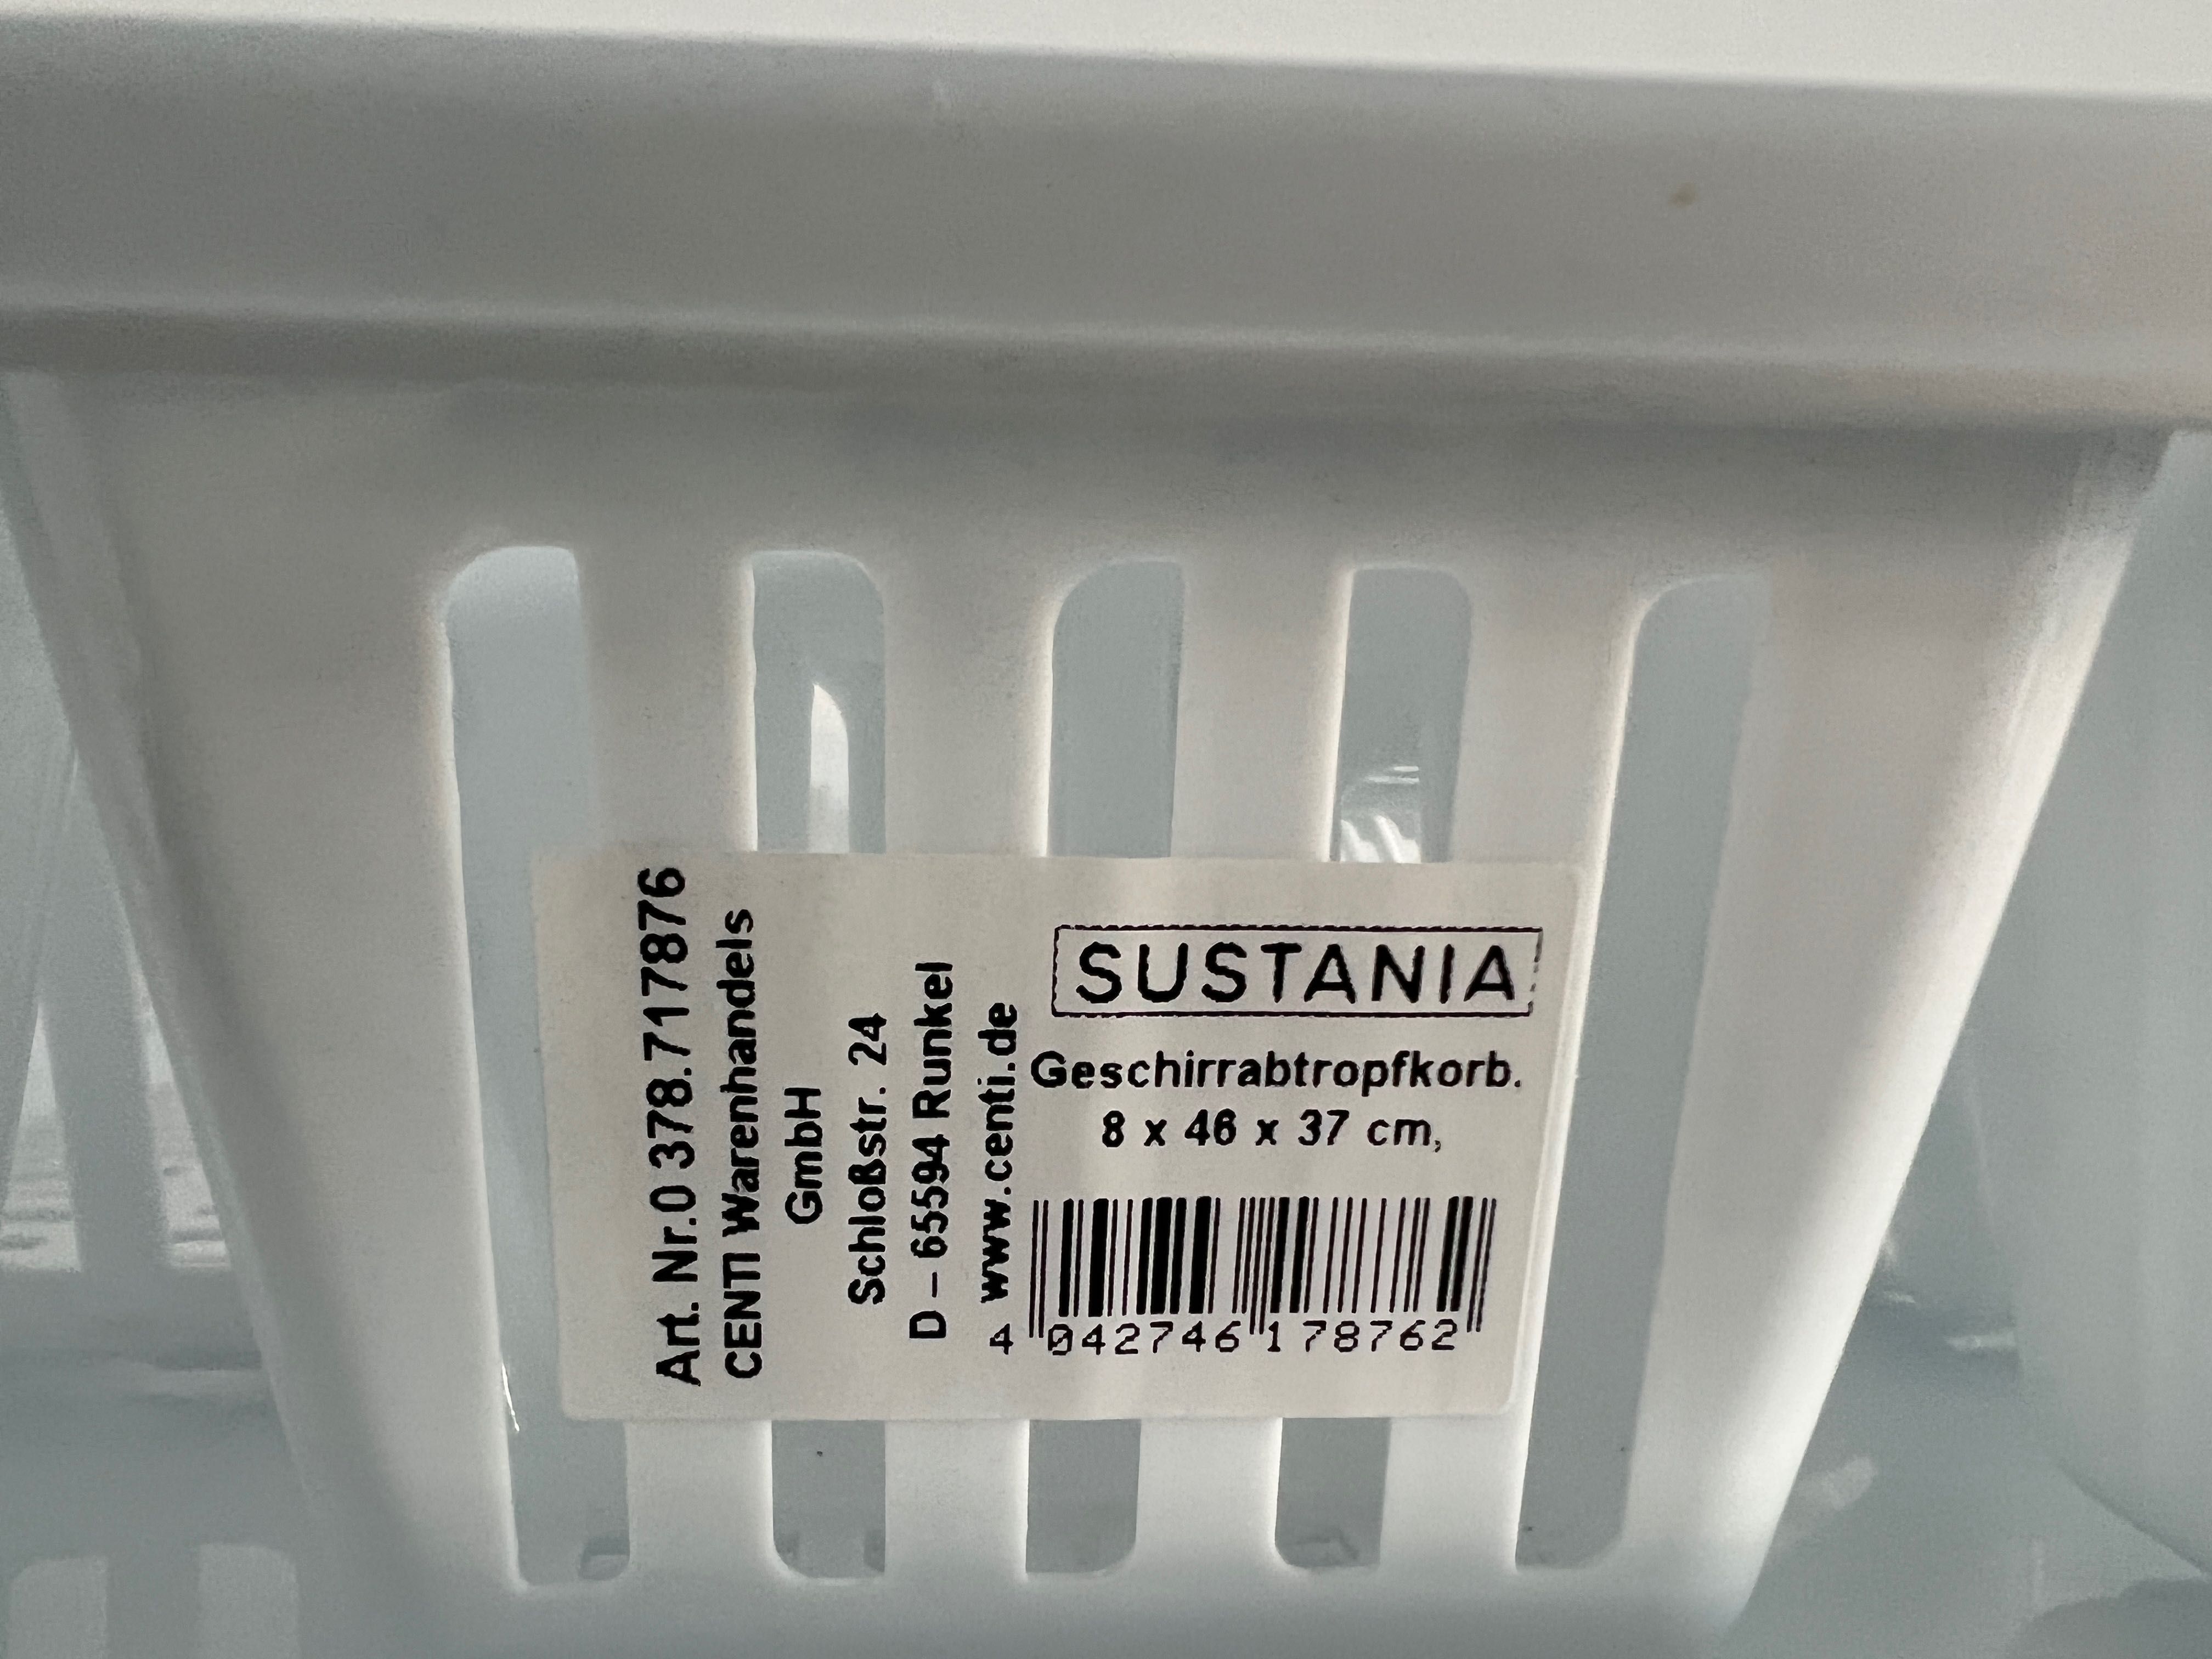 Art. Nr.0 378.717876
CENTI Warenhandels
GmbH
Schloßstr. 24
D – 65594 Runkel
www.centi.de
SUSTANIA
Geschirrabtropfkorb.
8 x 46 x 37 cm,
4 042746 178762